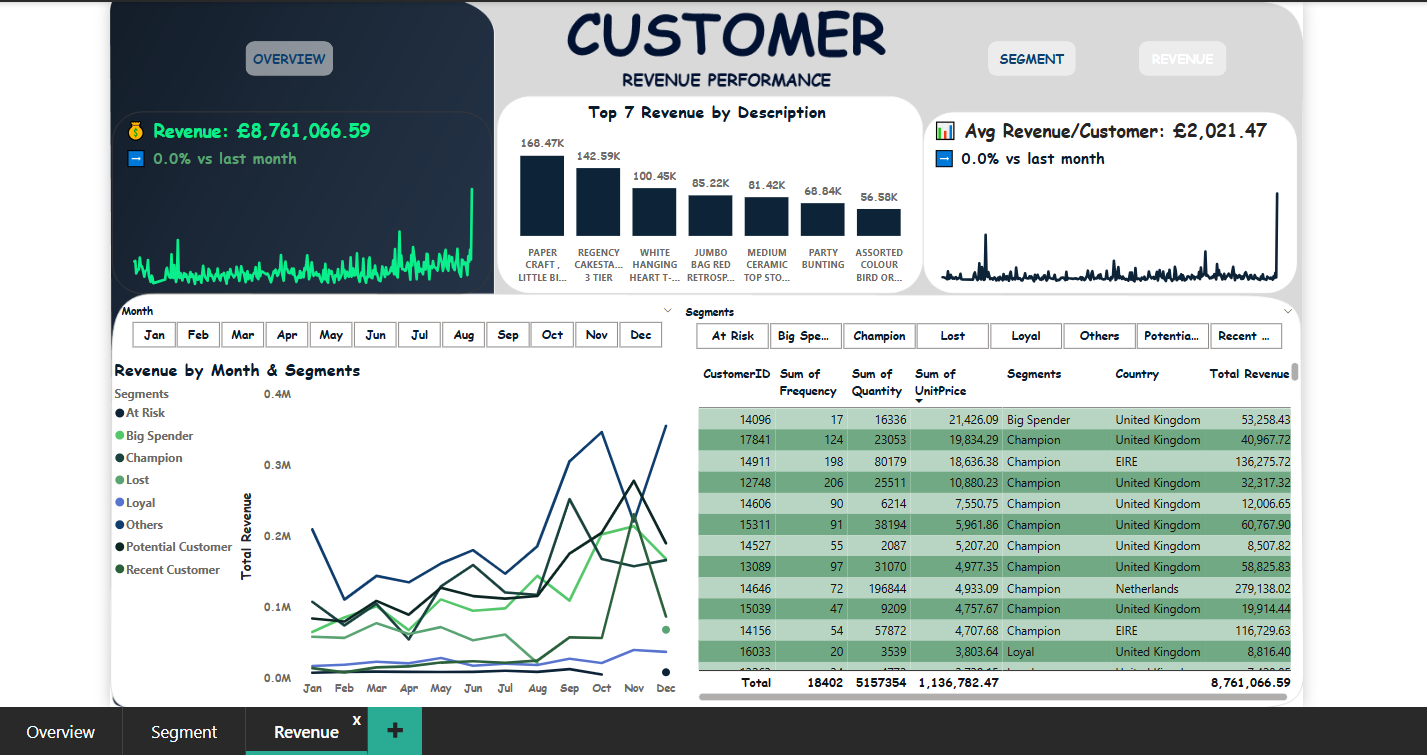 CUSTOMER
REVENUE PERFORMANCE
OVERVIEW
SEGMENT
REVENUE
Revenue: £8,761,066.59
0.0% vs last month
Top 7 Revenue by Description
168.47K
142.59K
100.45K
85.22K
81.42K
68.84K
56.58K
PAPER
CRAFT ,
LITTLE BI...
REGENCY
CAKESTA...
3 TIER
WHITE
HANGING
HEART T-...
JUMBO
BAG RED
RETROSP...
MEDIUM
CERAMIC
TOP STO...
PARTY
BUNTING
ASSORTED
COLOUR
BIRD OR...
Avg Revenue/Customer: £2,021.47
0.0% vs last month
Month
Jan Feb Mar Apr May Jun Jul Aug Sep Oct Nov Dec
Segments
At Risk Big Spe... Champion Lost Loyal Others Potentia... Recent ...
Revenue by Month & Segments
Segments
At Risk
Big Spender
Champion
Lost
Loyal
Others
Potential Customer
Recent Customer
Total Revenue
0.4M
0.3M
0.2M
0.1M
0.0M
Jan Feb Mar Apr May Jun Jul Aug Sep Oct Nov Dec
CustomerID Sum of Frequency Sum of Quantity Sum of UnitPrice Segments Country Total Revenue
14096 17 16336 21,426.09 Big Spender United Kingdom 53,258.43
17841 124 23053 19,834.29 Champion United Kingdom 40,967.72
14911 198 80179 18,636.38 Champion EIRE 136,275.72
12748 206 25511 10,880.23 Champion United Kingdom 32,317.32
14606 90 6214 7,550.75 Champion United Kingdom 12,006.65
15311 91 38194 5,961.86 Champion United Kingdom 60,767.90
14527 55 2087 5,207.20 Champion United Kingdom 8,507.82
13089 97 31070 4,977.35 Champion United Kingdom 58,825.83
14646 72 196844 4,933.09 Champion Netherlands 279,138.02
15039 47 9209 4,757.67 Champion United Kingdom 19,914.44
14156 54 57872 4,707.68 Champion EIRE 116,729.63
16033 20 3539 3,803.64 Loyal United Kingdom 8,816.40
Total 18402 5157354 1,136,782.47 8,761,066.59
Overview
Segment
Revenue
x
+